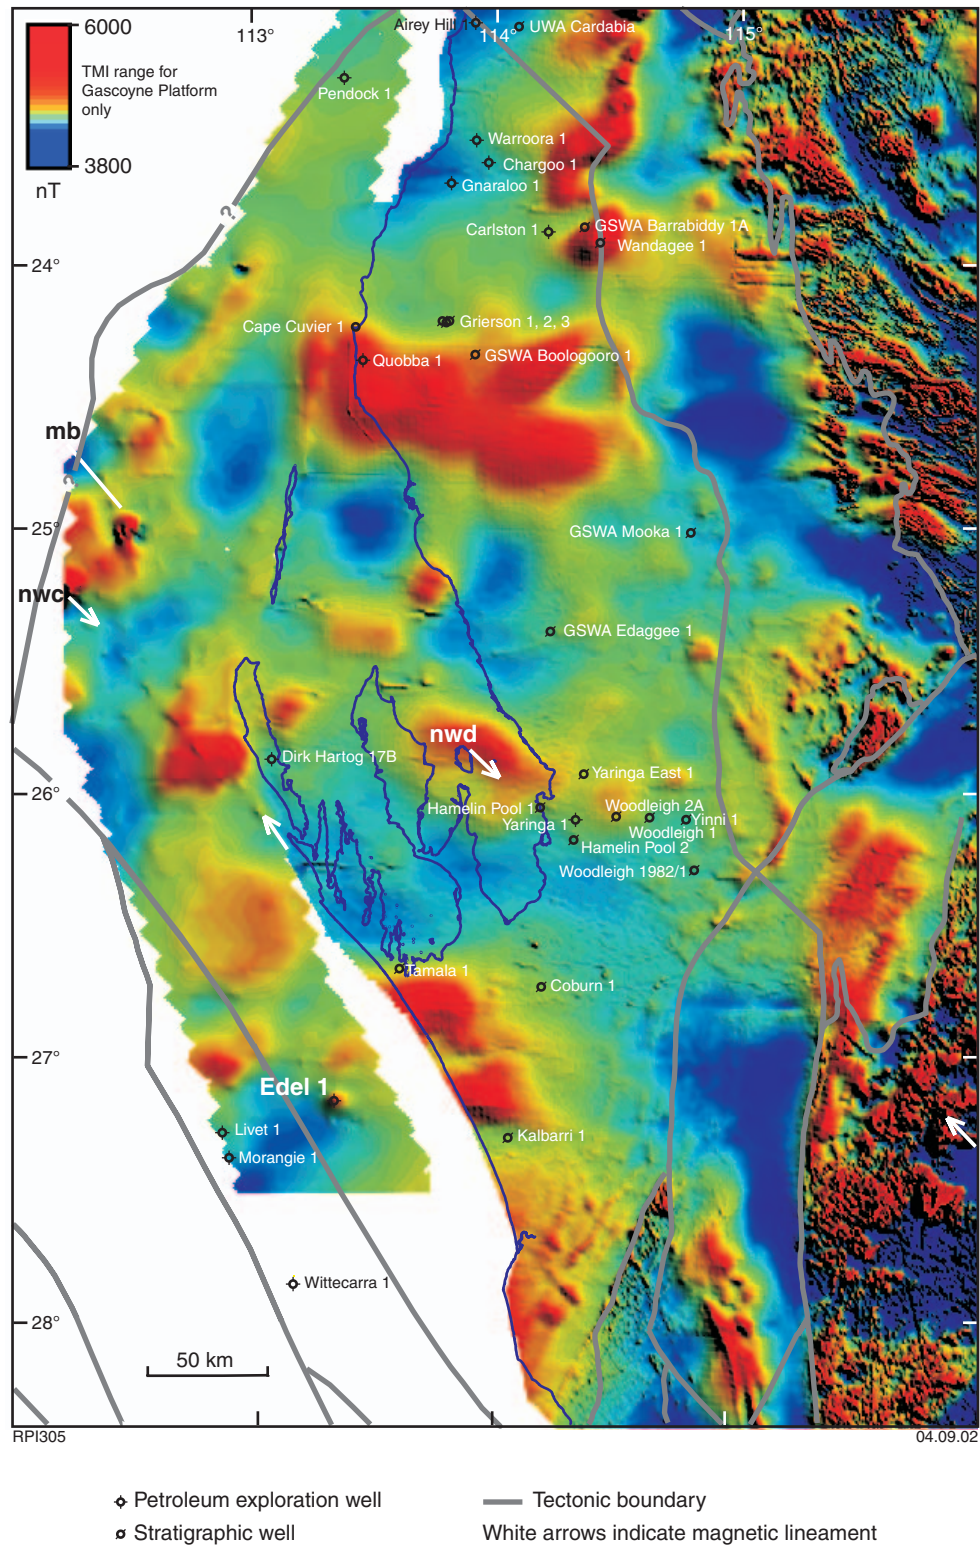 Airey Hill 1
UWA Cardabia
113°
114°
115°
6000
TMI range for
Gascoyne Platform
only
3800
nT
Pendock 1
Warroora 1
Chargoo 1
Gnaraloo 1
?
GSWA Barrabiddy 1A
Carlston 1
Wandagee 1
24°
Grierson 1, 2, 3
Cape Cuvier 1
GSWA Boologooro 1
Quobba 1
mb
?
25°
GSWA Mooka 1
nwc
GSWA Edaggee 1
nwd
Dirk Hartog 17B
Yaringa East 1
26°
Hamelin Pool 1
Woodleigh 2A
Yaringa 1
Yinni 1
Woodleigh 1
Hamelin Pool 2
Woodleigh 1982/1
Tamala 1
Coburn 1
27°
Edel 1
Livet 1
Kalbarri 1
Morangie 1
Wittecarra 1
28°
50 km
RPI305
04.09.02
Petroleum exploration well
Tectonic boundary
Stratigraphic well
White arrows indicate magnetic lineament